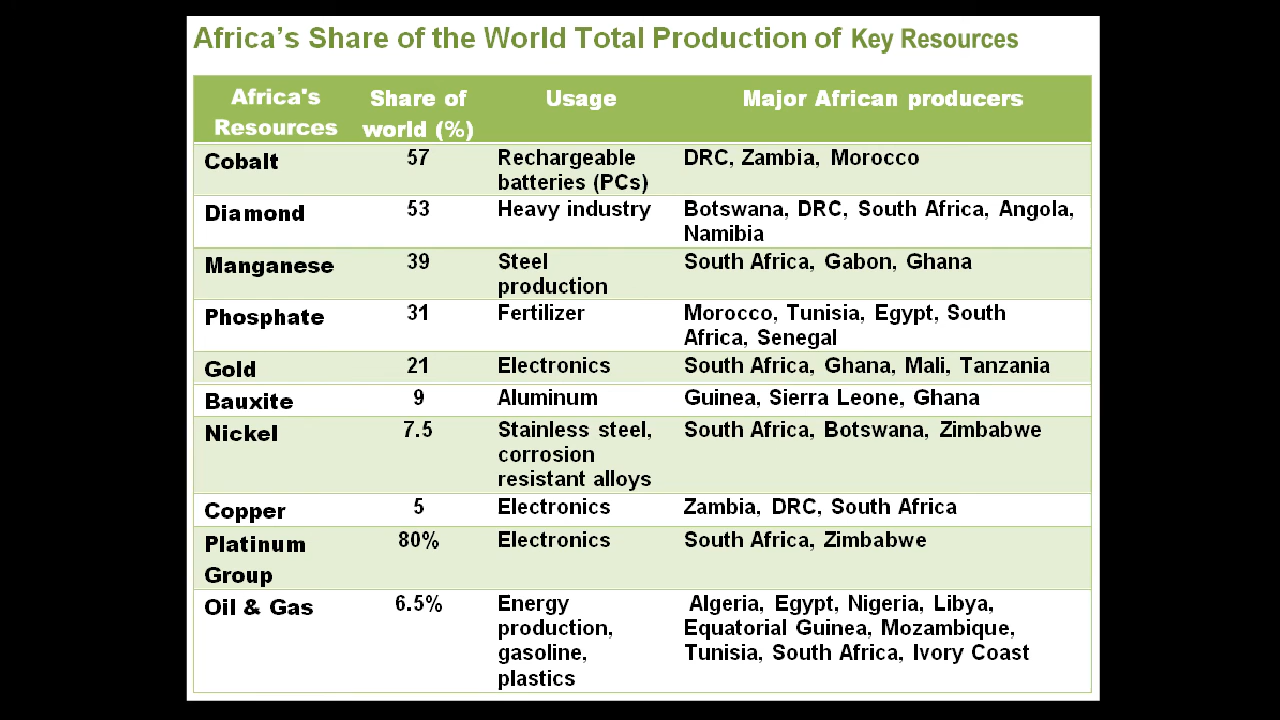 Africa's Share of the World Total Production of Key Resources
Africa's Resources | Share of world (%) | Usage | Major African producers
Cobalt | 57 | Rechargeable batteries (PCs) | DRC, Zambia, Morocco
Diamond | 53 | Heavy industry | Botswana, DRC, South Africa, Angola, Namibia
Manganese | 39 | Steel production | South Africa, Gabon, Ghana
Phosphate | 31 | Fertilizer | Morocco, Tunisia, Egypt, South Africa, Senegal
Gold | 21 | Electronics | South Africa, Ghana, Mali, Tanzania
Bauxite | 9 | Aluminum | Guinea, Sierra Leone, Ghana
Nickel | 7.5 | Stainless steel, corrosion resistant alloys | South Africa, Botswana, Zimbabwe
Copper | 5 | Electronics | Zambia, DRC, South Africa
Platinum Group | 80% | Electronics | South Africa, Zimbabwe
Oil & Gas | 6.5% | Energy production, gasoline, plastics | Algeria, Egypt, Nigeria, Libya, Equatorial Guinea, Mozambique, Tunisia, South Africa, Ivory Coast